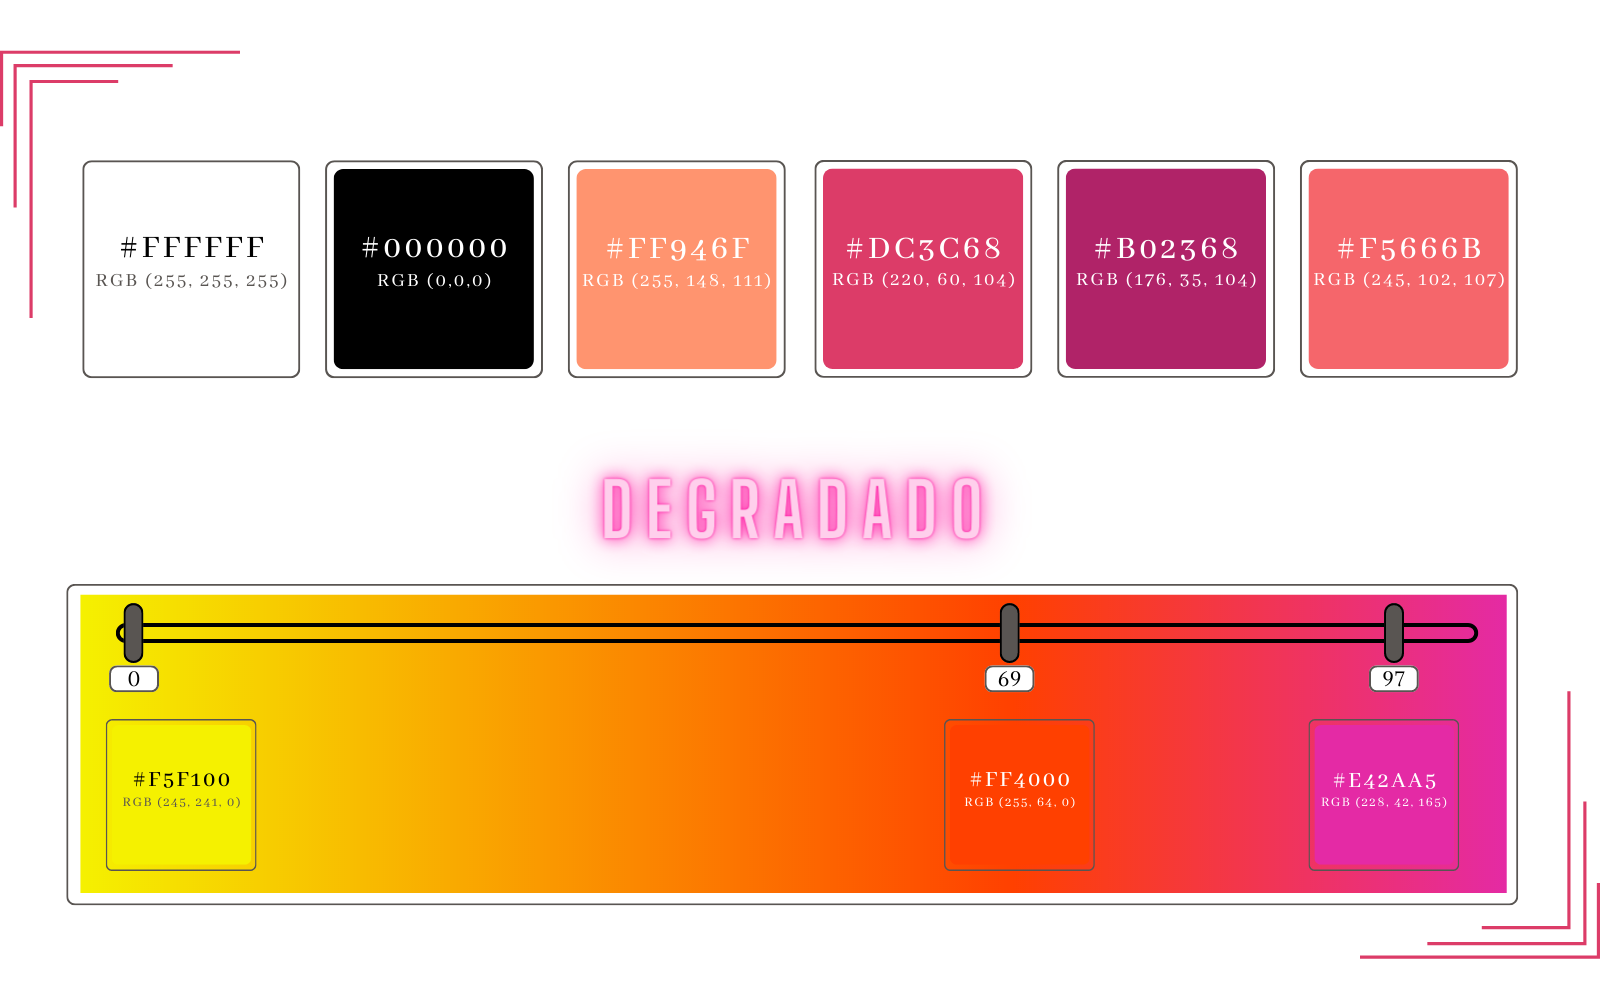 #FFFFFF
RGB (255, 255, 255)
#000000
RGB (0,0,0)
#FF946F
RGB (255, 148, 111)
#DC3C68
RGB (220, 60, 104)
#B02368
RGB (176, 35, 104)
#F5666B
RGB (245, 102, 107)
DEGRADADO
0
69
97
#F5F100
RGB (245, 241, 0)
#FF4000
RGB (255, 64, 0)
#E42AA5
RGB (228, 42, 165)